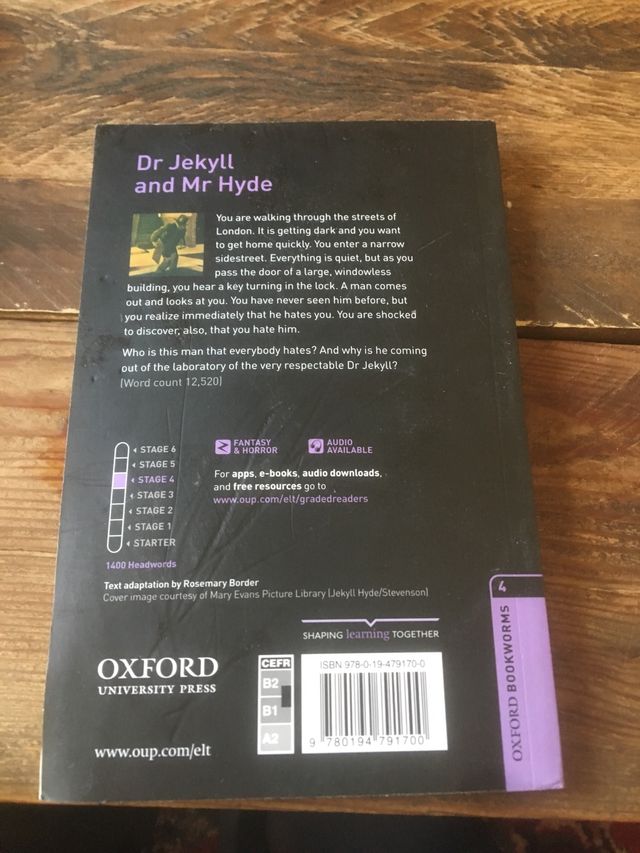 Dr Jekyll
and Mr Hyde
You are walking through the streets of
London. It is getting dark and you want
to get home quickly. You enter a narrow
sidestreet. Everything is quiet, but as you
pass the door of a large, windowless
building, you hear a key turning in the lock. A man comes
out and looks at you. You have never seen him before, but
you realize immediately that he hates you. You are shocked
to discover, also, that you hate him.
Who is this man that everybody hates? And why is he coming
out of the laboratory of the very respectable Dr Jekyll?
(Word count 12,520)
STAGE 6
STAGE 5
STAGE 4
STAGE 3
STAGE 2
STAGE 1
STARTER
1400 Headwords
FANTASY
& HORROR
AUDIO
AVAILABLE
For apps, e-books, audio downloads,
and free resources go to
www.oup.com/elt/gradedreaders
Text adaptation by Rosemary Border
Cover image courtesy of Mary Evans Picture Library (Jekyll Hyde/Stevenson)
SHAPING learning TOGETHER
OXFORD
UNIVERSITY PRESS
www.oup.com/elt
CEFR
B2
B1
A2
ISBN 978-0-19-479170-0
9 780194 791700
4
OXFORD BOOKWORMS